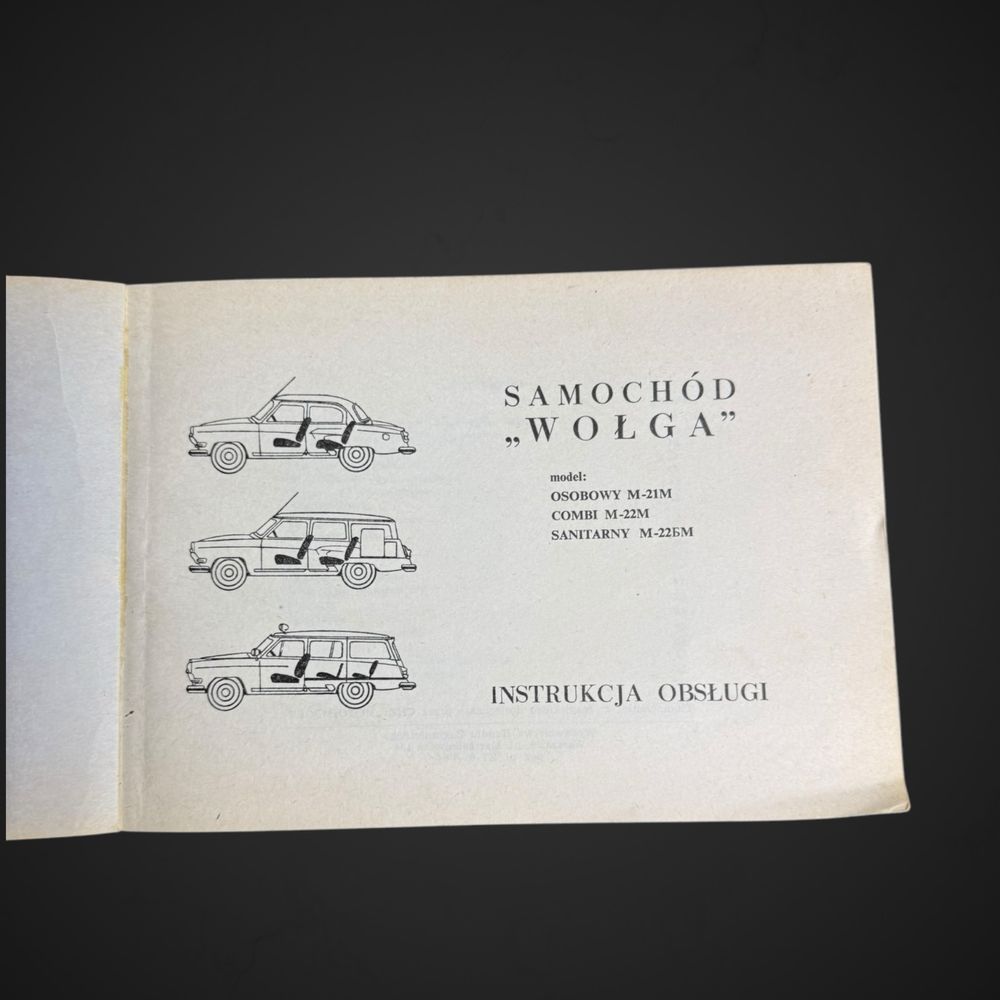 SAMOCHÓD
„WOŁGA”
model:
OSOBOWY M-21M
COMBI M-22M
SANITARNY M-22БM
INSTRUKCJA OBSŁUGI